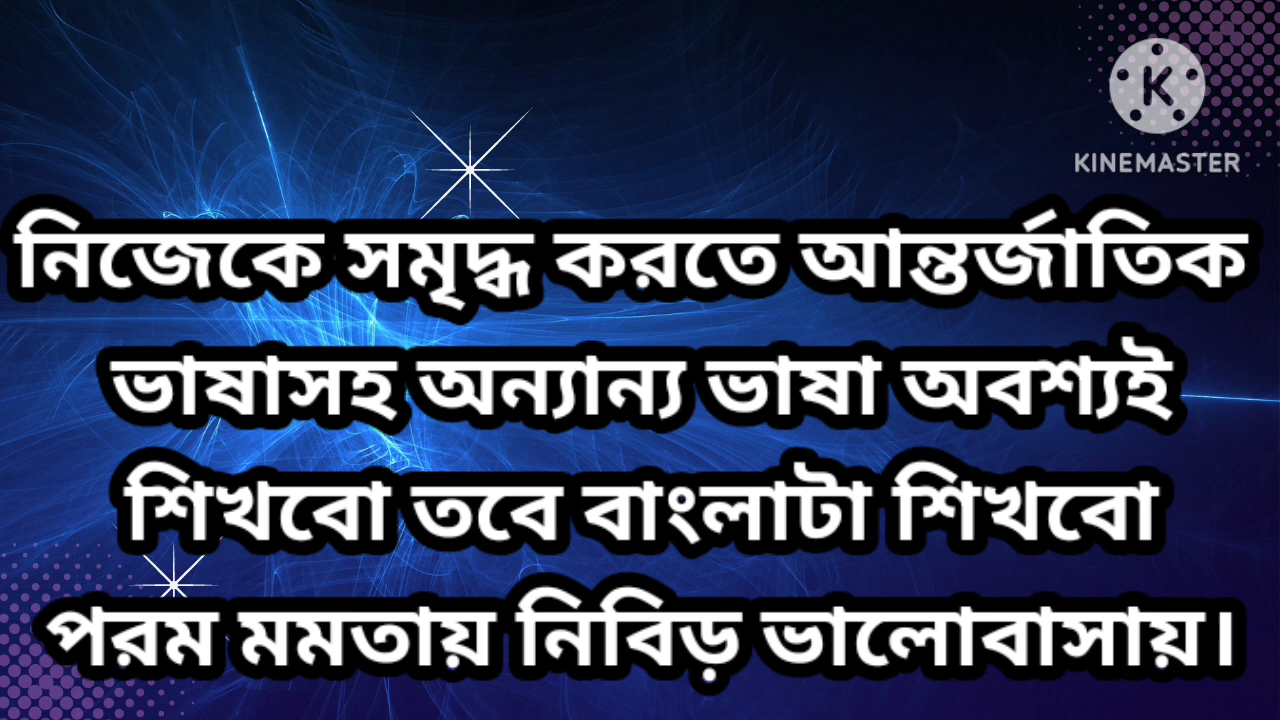 KINEMASTER
নিজেকে সমৃদ্ধ করতে আন্তর্জাতিক
ভাষাসহ অন্যান্য ভাষা অবশ্যই
শিখবো তবে বাংলাটা শিখবো
পরম মমতায় নিবিড় ভালোবাসায়।